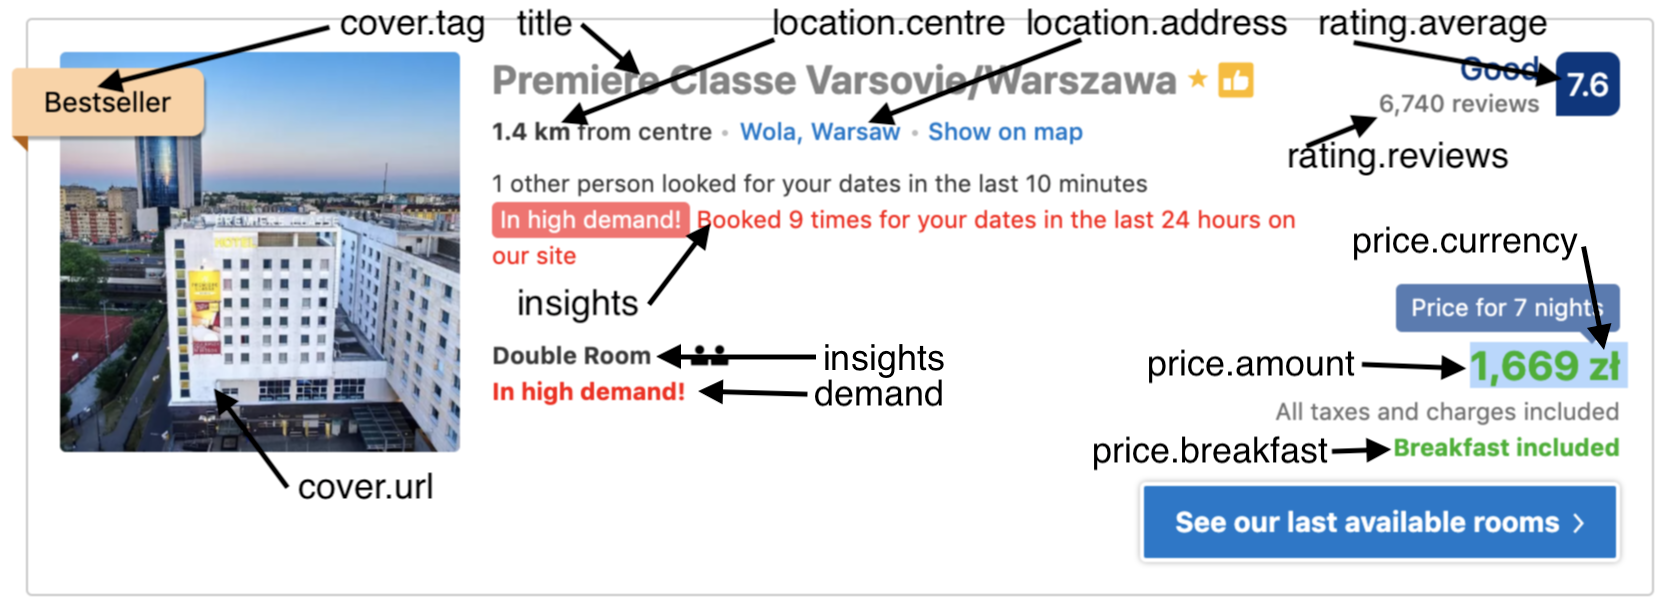 cover.tag title location.centre location.address rating.average
Bestseller
Premiere Classe Varsovie/Warszawa
Good
7.6
6,740 reviews
1.4 km from centre • Wola, Warsaw • Show on map
rating.reviews
1 other person looked for your dates in the last 10 minutes
In high demand! Booked 9 times for your dates in the last 24 hours on
our site
price.currency
HOTEL
insights
Price for 7 nights
Double Room
insights
price.amount
1,669 zł
In high demand!
demand
All taxes and charges included
price.breakfast
Breakfast included
cover.url
See our last available rooms >